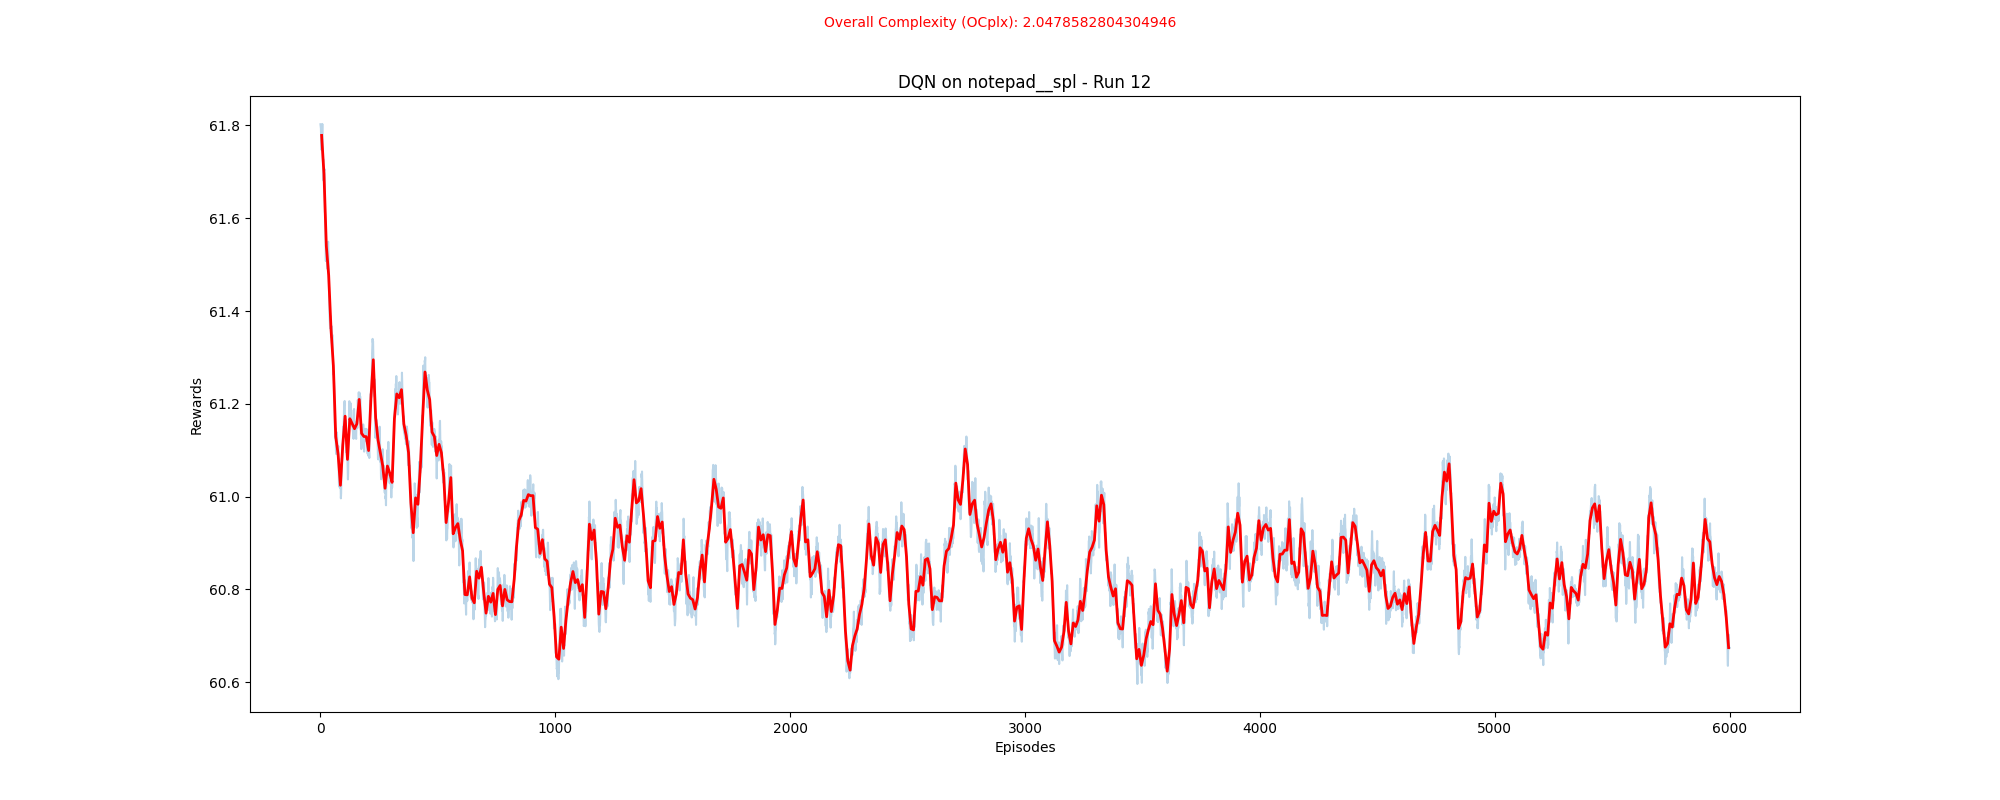 Overall Complexity (OCplx): 2.0478582804304946
DQN on notepad__spl - Run 12
61.8
61.6
61.4
61.2
61.0
60.8
60.6
Rewards
0 1000 2000 3000 4000 5000 6000
Episodes